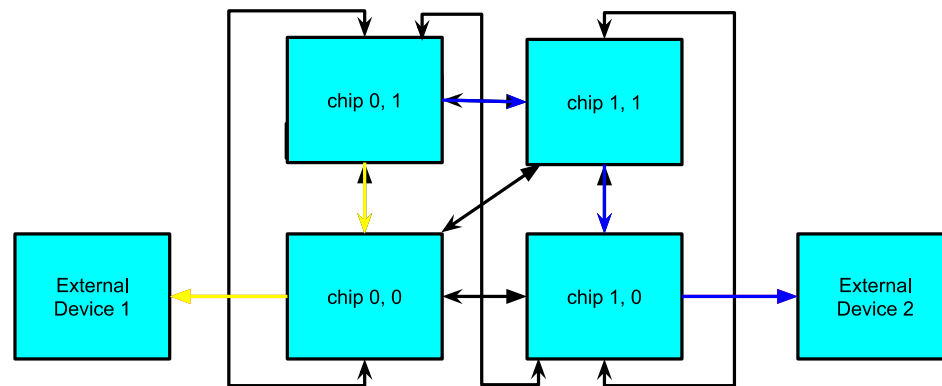 chip 0, 1
chip 1, 1
External
Device 1
chip 0, 0
chip 1, 0
External
Device 2